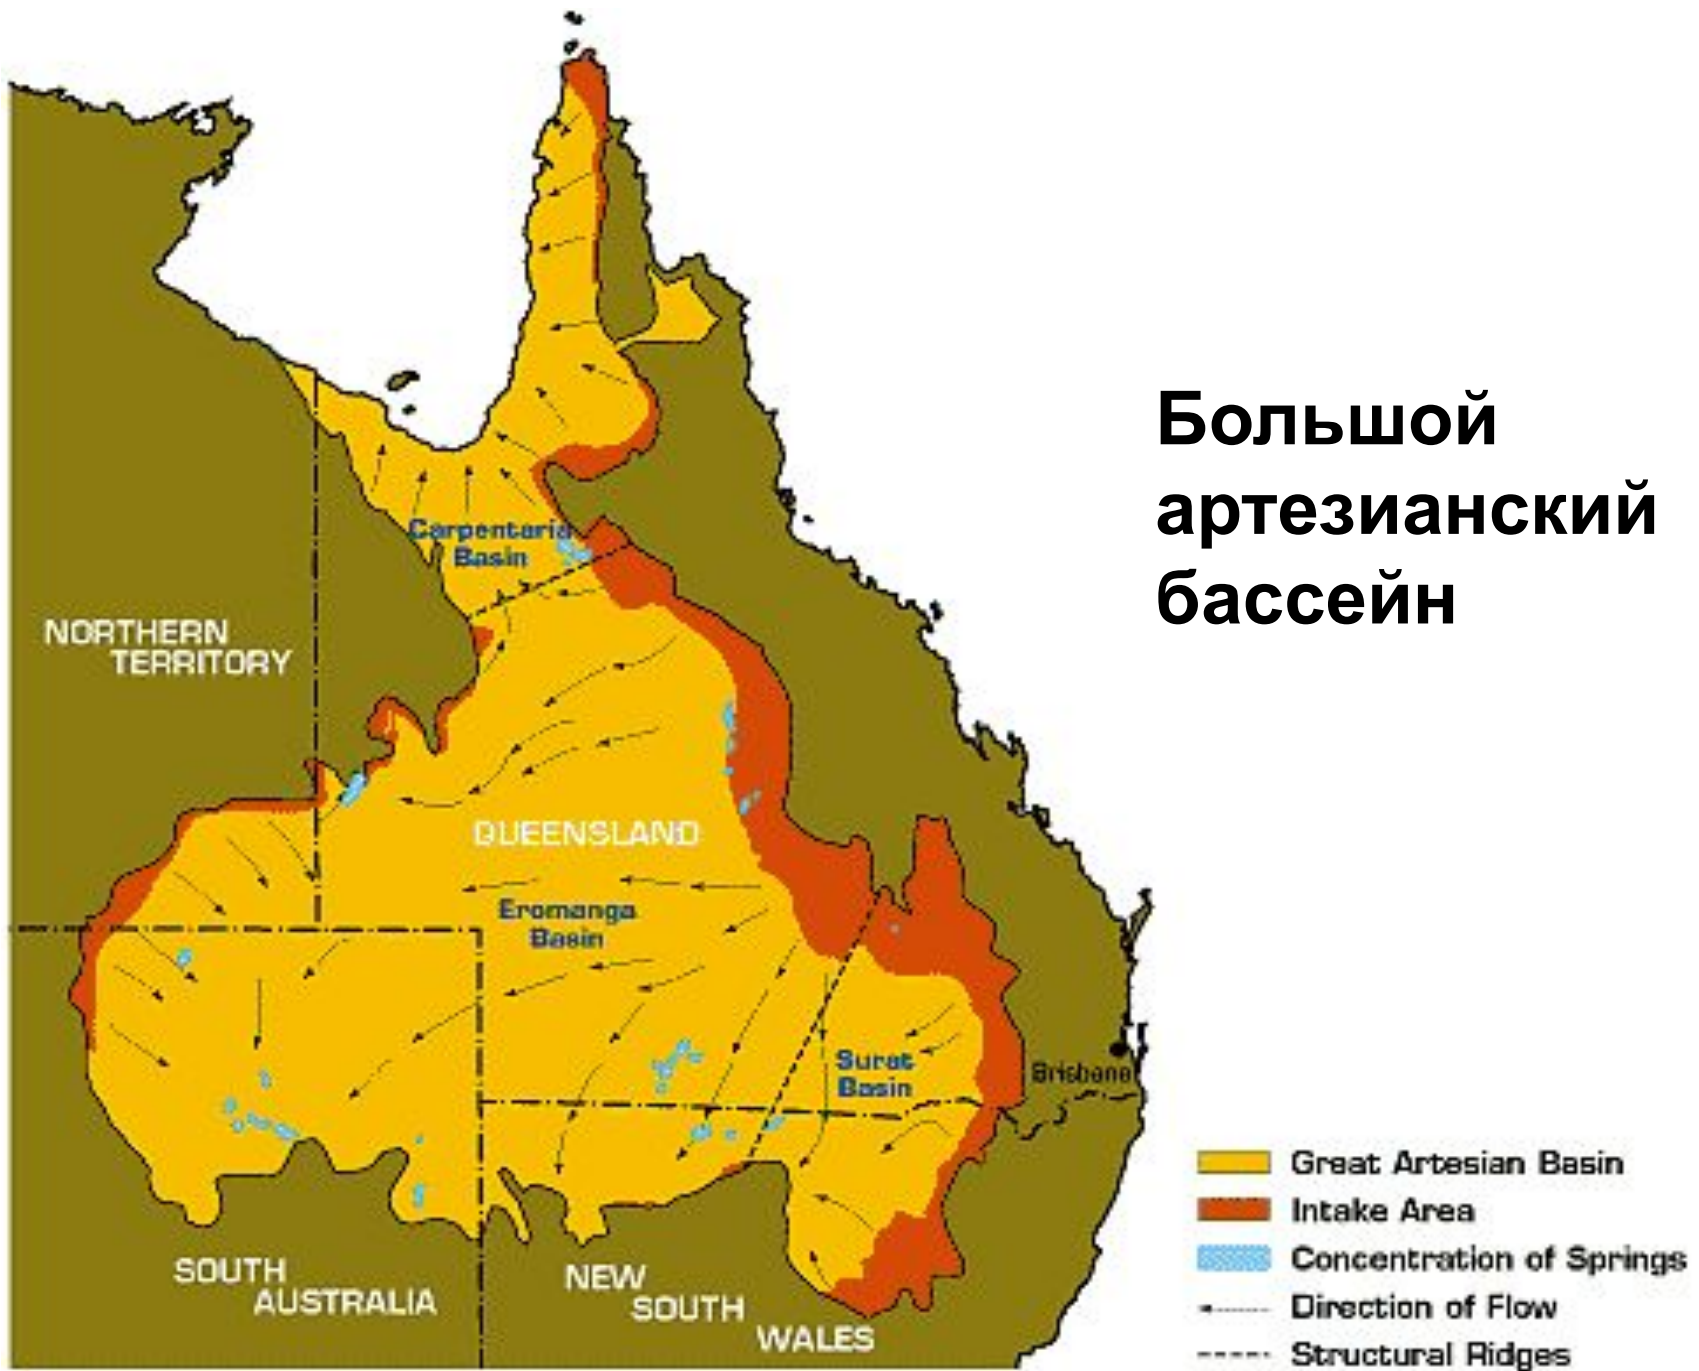 Большой
артезианский
бассейн
Carpentaria
Basin
NORTHERN
TERRITORY
QUEENSLAND
Eromanga
Basin
Surat
Basin
Brisbane
SOUTH
AUSTRALIA
NEW
SOUTH
WALES
Great Artesian Basin
Intake Area
Concentration of Springs
Direction of Flow
Structural Ridges